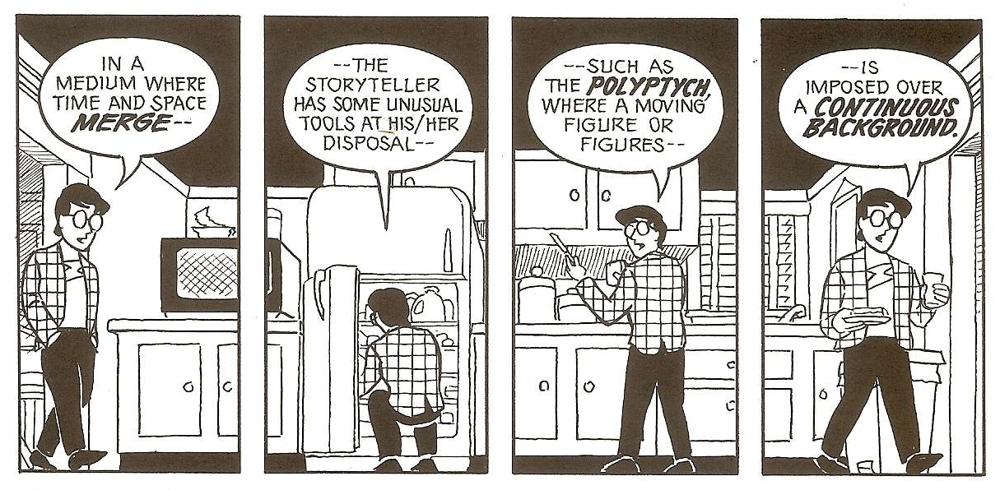 IN A
MEDIUM WHERE
TIME AND SPACE
MERGE--
--THE
STORYTELLER
HAS SOME UNUSUAL
TOOLS AT HIS/HER
DISPOSAL--
--SUCH AS
THE POLYPTYCH,
WHERE A MOVING
FIGURE OR
FIGURES--
--IS
IMPOSED OVER
A CONTINUOUS
BACKGROUND.